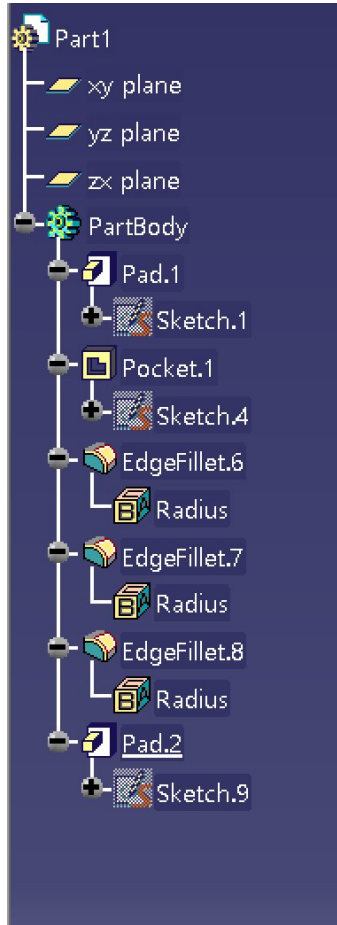 Part1
xy plane
yz plane
zx plane
PartBody
Pad.1
Sketch.1
Pocket.1
Sketch.4
EdgeFillet.6
Radius
EdgeFillet.7
Radius
EdgeFillet.8
Radius
Pad.2
Sketch.9